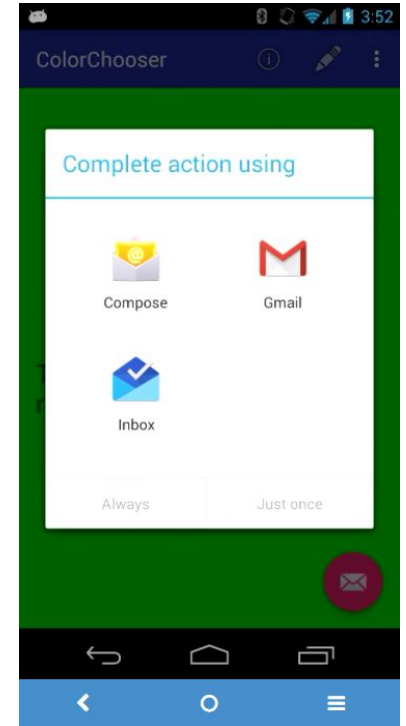 3:52
ColorChooser
Complete action using
Compose
Gmail
Inbox
Always
Just once